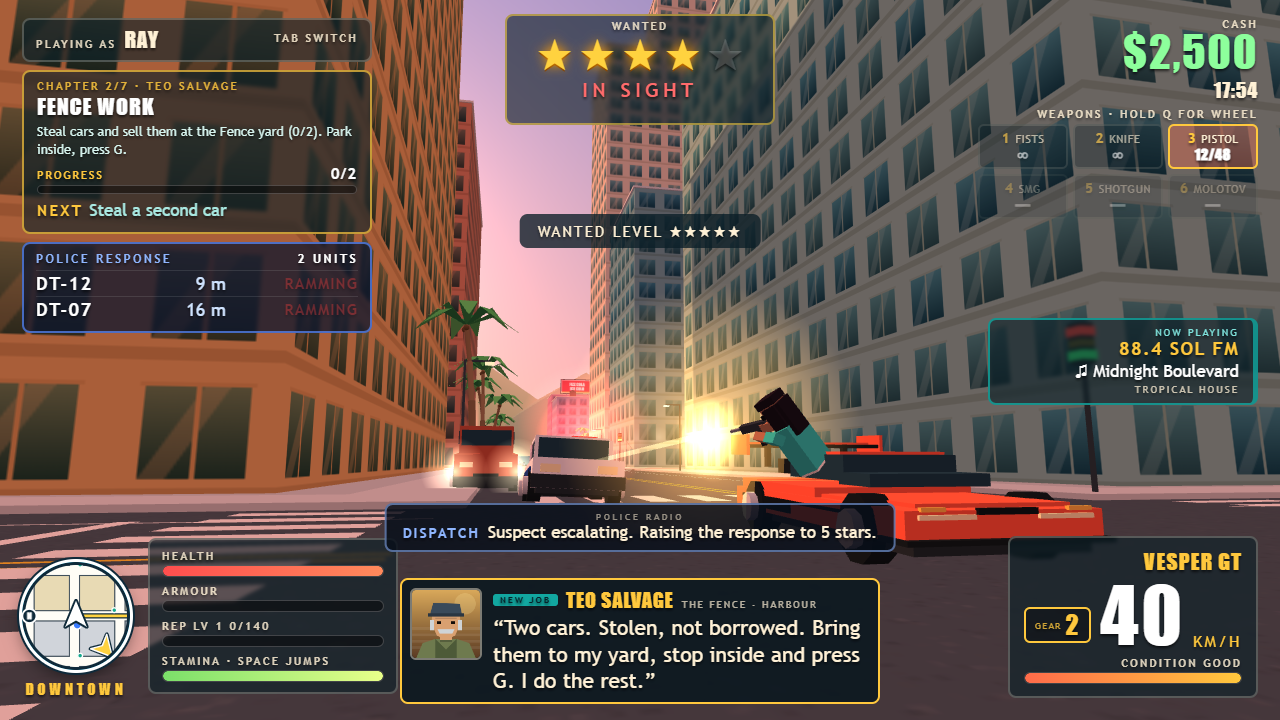 PLAYING AS RAY
TAB SWITCH
CHAPTER 2/7 · TEO SALVAGE
FENCE WORK
Steal cars and sell them at the Fence yard (0/2). Park
inside, press G.
PROGRESS 0/2
NEXT Steal a second car
POLICE RESPONSE 2 UNITS
DT-12 9 m RAMMING
DT-07 16 m RAMMING
WANTED
IN SIGHT
WANTED LEVEL ★★★★★
CASH
$2,500
17:54
WEAPONS · HOLD Q FOR WHEEL
1 FISTS ∞
2 KNIFE ∞
3 PISTOL 12/48
4 SMG —
5 SHOTGUN —
6 MOLOTOV —
NOW PLAYING
88.4 SOL FM
♫ Midnight Boulevard
TROPICAL HOUSE
POLICE RADIO
DISPATCH Suspect escalating. Raising the response to 5 stars.
HEALTH
ARMOUR
REP LV 1 0/140
STAMINA · SPACE JUMPS
DOWNTOWN
NEW JOB TEO SALVAGE THE FENCE · HARBOUR
“Two cars. Stolen, not borrowed. Bring
them to my yard, stop inside and press
G. I do the rest.”
VESPER GT
GEAR 2
40 KM/H
CONDITION GOOD